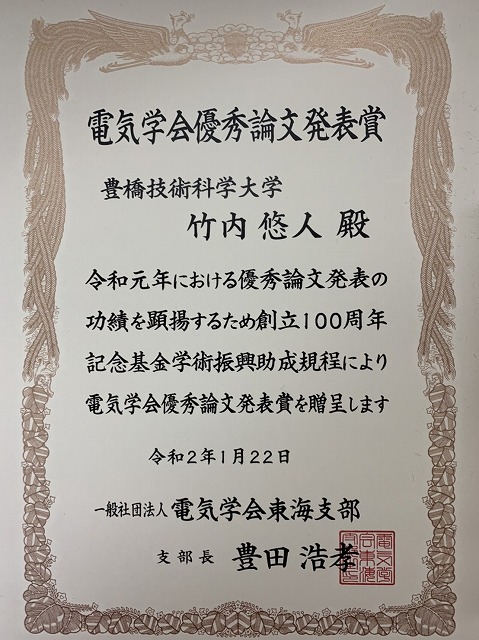 電気学会優秀論文発表賞
豊橋技術科学大学
竹内悠人殿
令和元年における優秀論文発表の
功績を顕揚するため創立100周年
記念基金学術振興助成規程により
電気学会優秀論文発表賞を贈呈します
令和2年1月22日
一般社団法人 電気学会東海支部
支部長 豊田浩孝